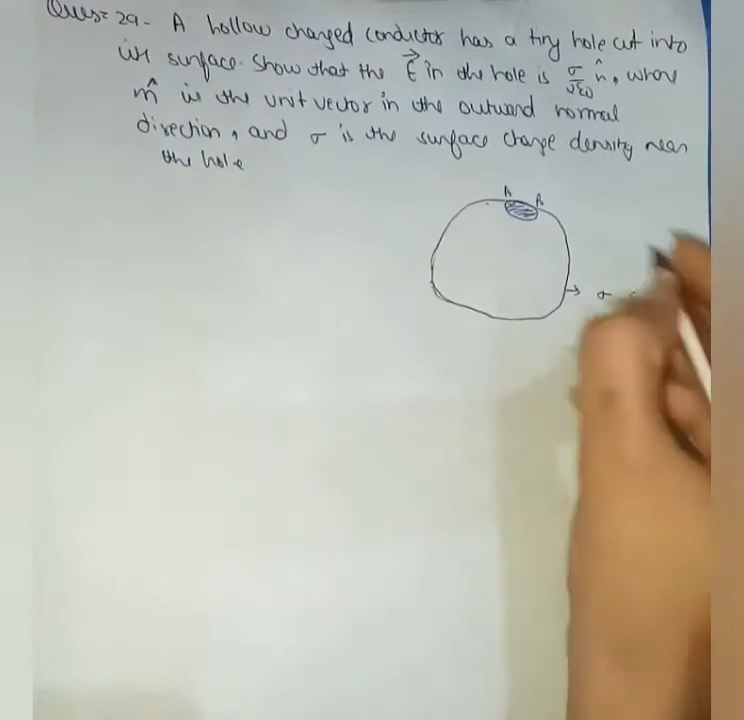 Ques= 29- A hollow charged conductor has a tiny hole cut into
its surface. Show that the E⃗ in the hole is σ/2ε0 n̂, where
n̂ is the unit vector in the outward normal
direction, and σ is the surface charge density near
the hole
A B
→ σ